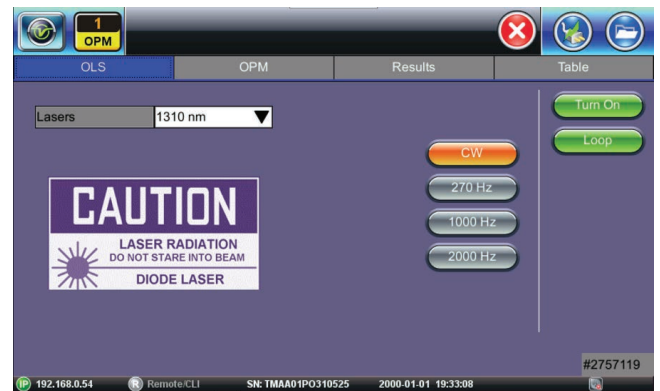 1
OPM
OLS OPM Results Table
Lasers 1310 nm
Turn On
Loop
CW
270 Hz
1000 Hz
2000 Hz
CAUTION
LASER RADIATION
DO NOT STARE INTO BEAM
DIODE LASER
#2757119
IP 192.168.0.54 R Remote/CLI SN: TMAA01PO310525 2000-01-01 19:33:08